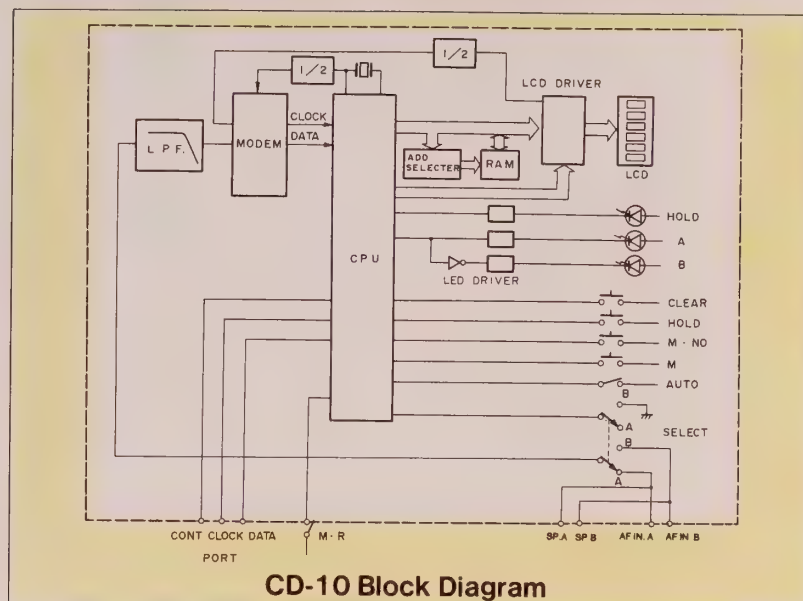 1/2
1/2
LCD DRIVER
CLOCK
L P F.
MODEM
DATA
ADD
SELECTER
RAM
LCD
HOLD
A
CPU
B
LED DRIVER
CLEAR
HOLD
M · NO
M
AUTO
B
A
SELECT
B
A
CONT CLOCK DATA
M · R
SP. A SP B AF IN. A AF IN B
PORT
CD-10 Block Diagram